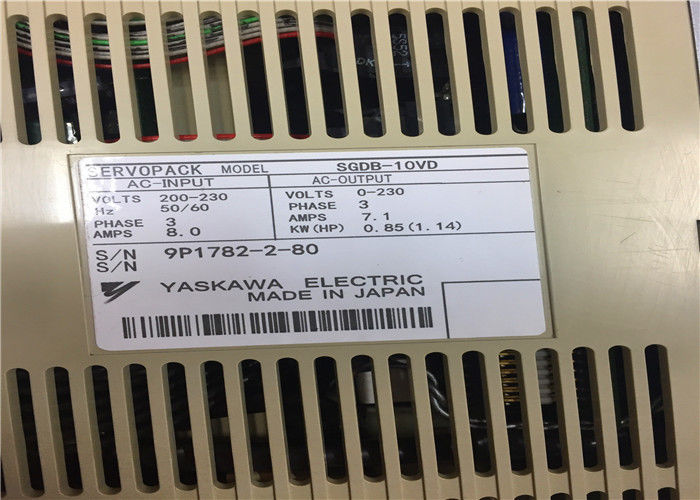 SERVOPACK MODEL SGDB-10VD
AC-INPUT
VOLTS 200-230
Hz 50/60
PHASE 3
AMPS 8.0
AC-OUTPUT
VOLTS 0-230
PHASE 3
AMPS 7.1
KW(HP) 0.85(1.14)
S/N 9P1782-2-80
S/N
YASKAWA ELECTRIC
MADE IN JAPAN